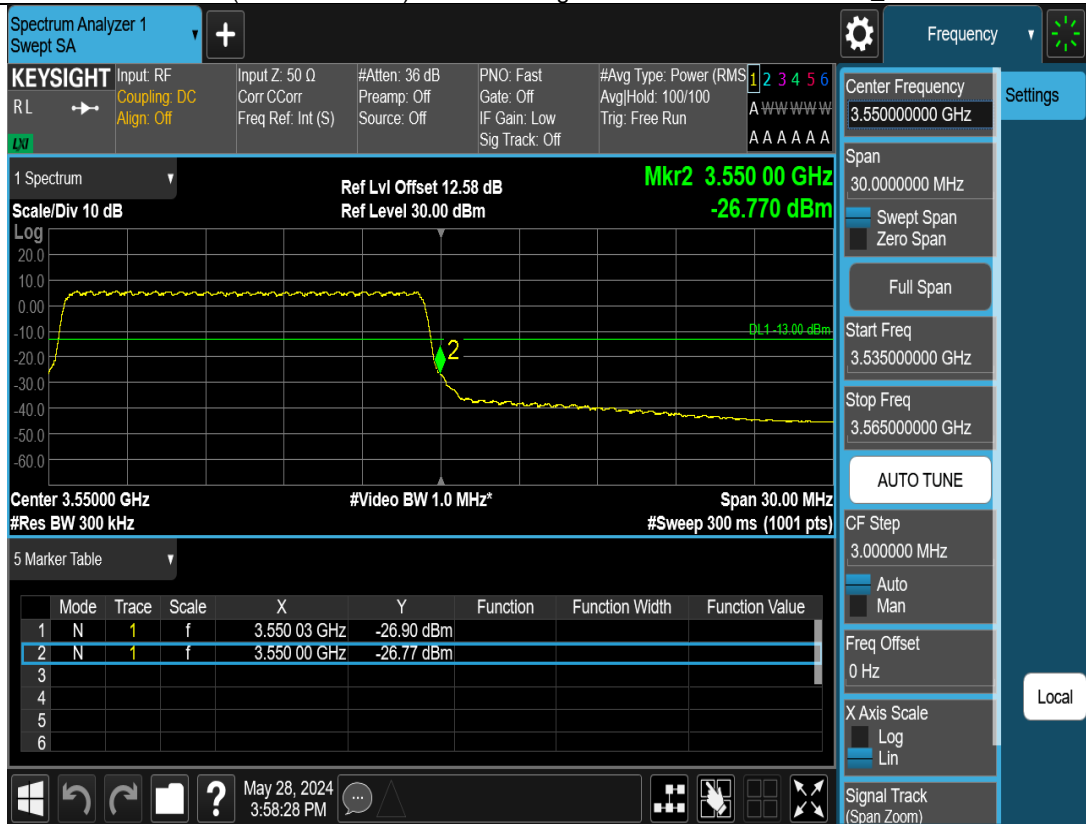 Spectrum Analyzer 1
Swept SA
+
Frequency
KEYSIGHT
RL
LXI
Input: RF
Coupling: DC
Align: Off
Input Z: 50 Ω
Corr CCorr
Freq Ref: Int (S)
#Atten: 36 dB
Preamp: Off
Source: Off
PNO: Fast
Gate: Off
IF Gain: Low
Sig Track: Off
#Avg Type: Power (RMS
Avg|Hold: 100/100
Trig: Free Run
1 2 3 4 5 6
A W W W W W
A A A A A A
1 Spectrum
Scale/Div 10 dB
Ref Lvl Offset 12.58 dB
Ref Level 30.00 dBm
Mkr2 3.550 00 GHz
-26.770 dBm
Log
20.0
10.0
0.00
-10.0
-20.0
-30.0
-40.0
-50.0
-60.0
DL1 -13.00 dBm
2
Center 3.55000 GHz
#Video BW 1.0 MHz*
Span 30.00 MHz
#Res BW 300 kHz
#Sweep 300 ms (1001 pts)
5 Marker Table
Mode Trace Scale X Y Function Function Width Function Value
1 N 1 f 3.550 03 GHz -26.90 dBm
2 N 1 f 3.550 00 GHz -26.77 dBm
3
4
5
6
Center Frequency
3.550000000 GHz
Settings
Span
30.0000000 MHz
Swept Span
Zero Span
Full Span
Start Freq
3.535000000 GHz
Stop Freq
3.565000000 GHz
AUTO TUNE
CF Step
3.000000 MHz
Auto
Man
Freq Offset
0 Hz
X Axis Scale
Log
Lin
Local
Signal Track
(Span Zoom)
?
May 28, 2024
3:58:28 PM